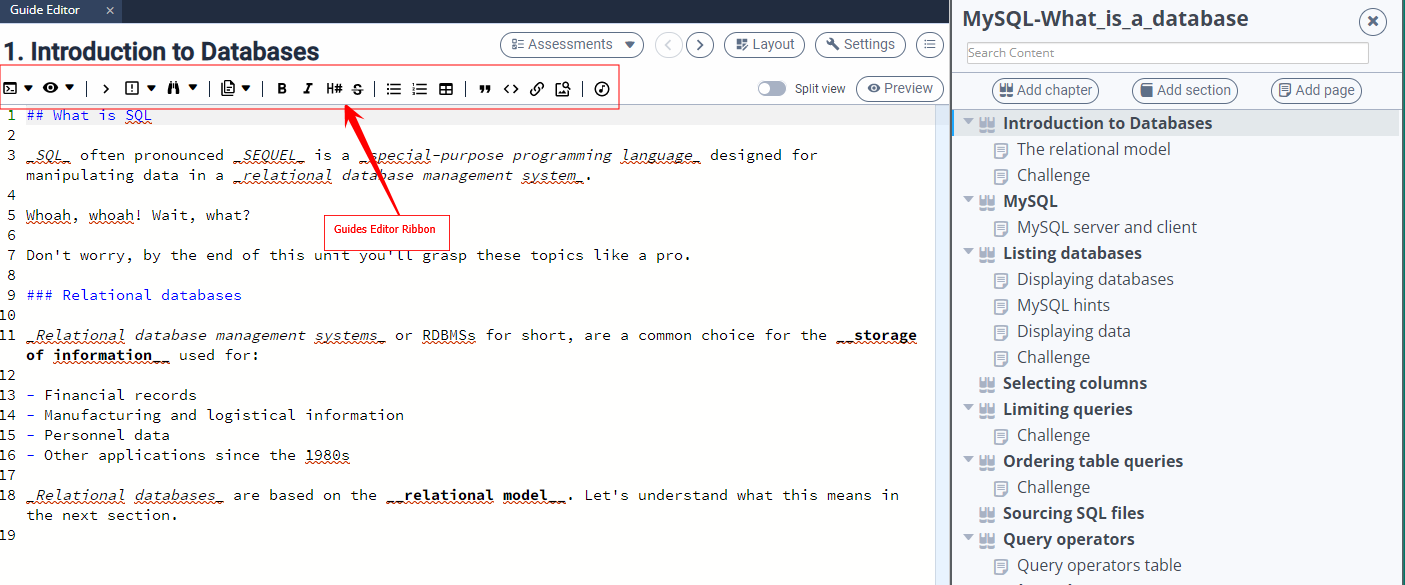 Guide Editor ×
1. Introduction to Databases
Assessments
Layout
Settings
B I H# S
Split view
Preview
Guides Editor Ribbon
1 ## What is SQL
2
3 _SQL_ often pronounced _SEQUEL_ is a _special-purpose programming language_ designed for
manipulating data in a _relational database management system_.
4
5 Whoah, whoah! Wait, what?
6
7 Don't worry, by the end of this unit you'll grasp these topics like a pro.
8
9 ### Relational databases
10
11 _Relational database management systems_ or RDBMSs for short, are a common choice for the __storage
of information__ used for:
12
13 - Financial records
14 - Manufacturing and logistical information
15 - Personnel data
16 - Other applications since the 1980s
17
18 _Relational databases_ are based on the __relational model__. Let's understand what this means in
the next section.
19
MySQL-What_is_a_database
Search Content
Add chapter
Add section
Add page
Introduction to Databases
The relational model
Challenge
MySQL
MySQL server and client
Listing databases
Displaying databases
MySQL hints
Displaying data
Challenge
Selecting columns
Limiting queries
Challenge
Ordering table queries
Challenge
Sourcing SQL files
Query operators
Query operators table